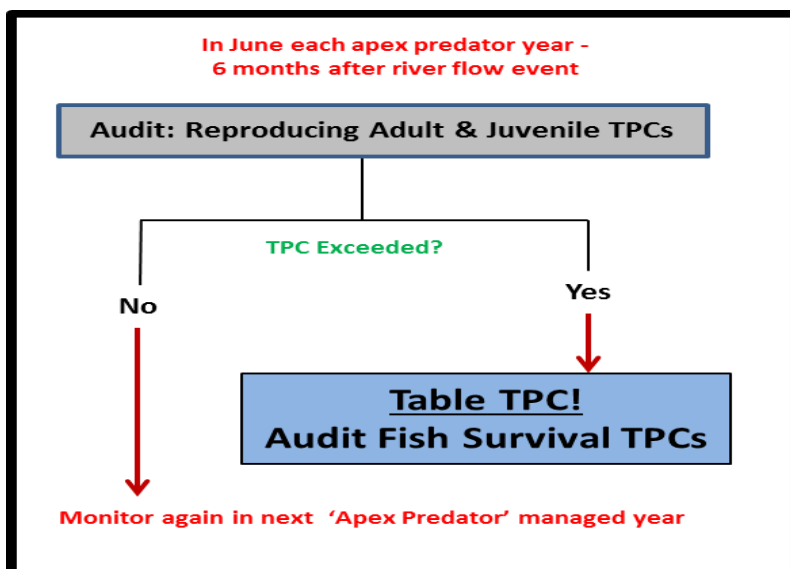 In June each apex predator year -
6 months after river flow event
Audit: Reproducing Adult & Juvenile TPCs
TPC Exceeded?
No
Yes
Table TPC!
Audit Fish Survival TPCs
Monitor again in next ‘Apex Predator’ managed year